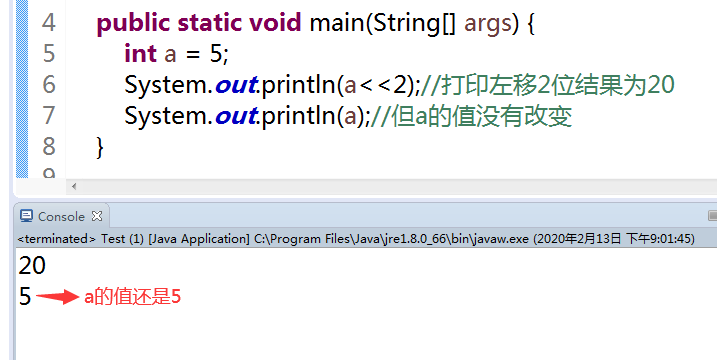 4 public static void main(String[] args) {
5 int a = 5;
6 System.out.println(a<<2);//打印左移2位结果为20
7 System.out.println(a);//但a的值没有改变
8 }
9
Console
<terminated> Test (1) [Java Application] C:\Program Files\Java\jre1.8.0_66\bin\javaw.exe (2020年2月13日 下午9:01:45)
20
5 a的值还是5